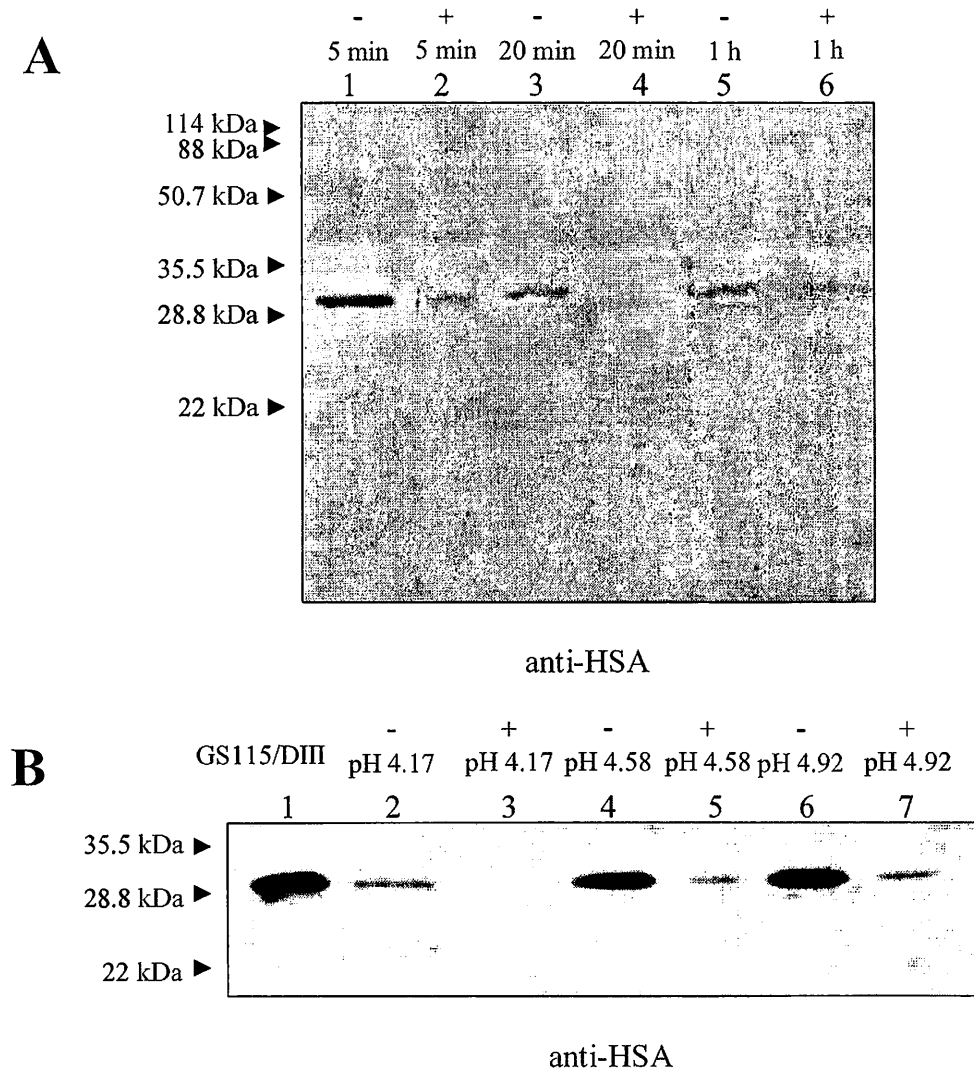 A
- + - + - +
5 min 5 min 20 min 20 min 1 h 1 h
1 2 3 4 5 6
114 kDa
88 kDa
50.7 kDa
35.5 kDa
28.8 kDa
22 kDa
anti-HSA
B
- + - + - +
GS115/DIII pH 4.17 pH 4.17 pH 4.58 pH 4.58 pH 4.92 pH 4.92
1 2 3 4 5 6 7
35.5 kDa
28.8 kDa
22 kDa
anti-HSA